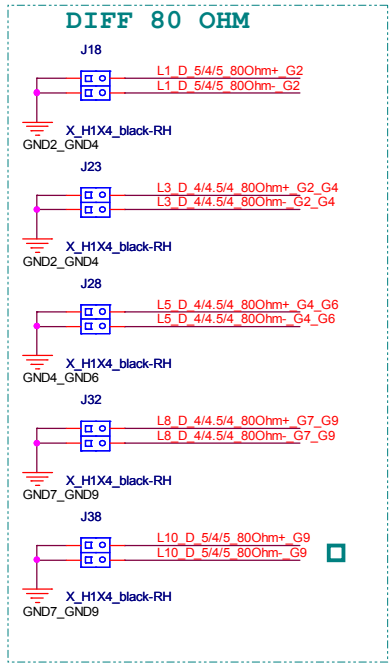 DIFF 80 OHM
J18
L1_D_5/4/5_80Ohm+_G2
L1_D_5/4/5_80Ohm-_G2
X_H1X4_black-RH
GND2_GND4
J23
L3_D_4/4.5/4_80Ohm+_G2_G4
L3_D_4/4.5/4_80Ohm-_G2_G4
X_H1X4_black-RH
GND2_GND4
J28
L5_D_4/4.5/4_80Ohm+_G4_G6
L5_D_4/4.5/4_80Ohm-_G4_G6
X_H1X4_black-RH
GND4_GND6
J32
L8_D_4/4.5/4_80Ohm+_G7_G9
L8_D_4/4.5/4_80Ohm-_G7_G9
X_H1X4_black-RH
GND7_GND9
J38
L10_D_5/4/5_80Ohm+_G9
L10_D_5/4/5_80Ohm-_G9
X_H1X4_black-RH
GND7_GND9